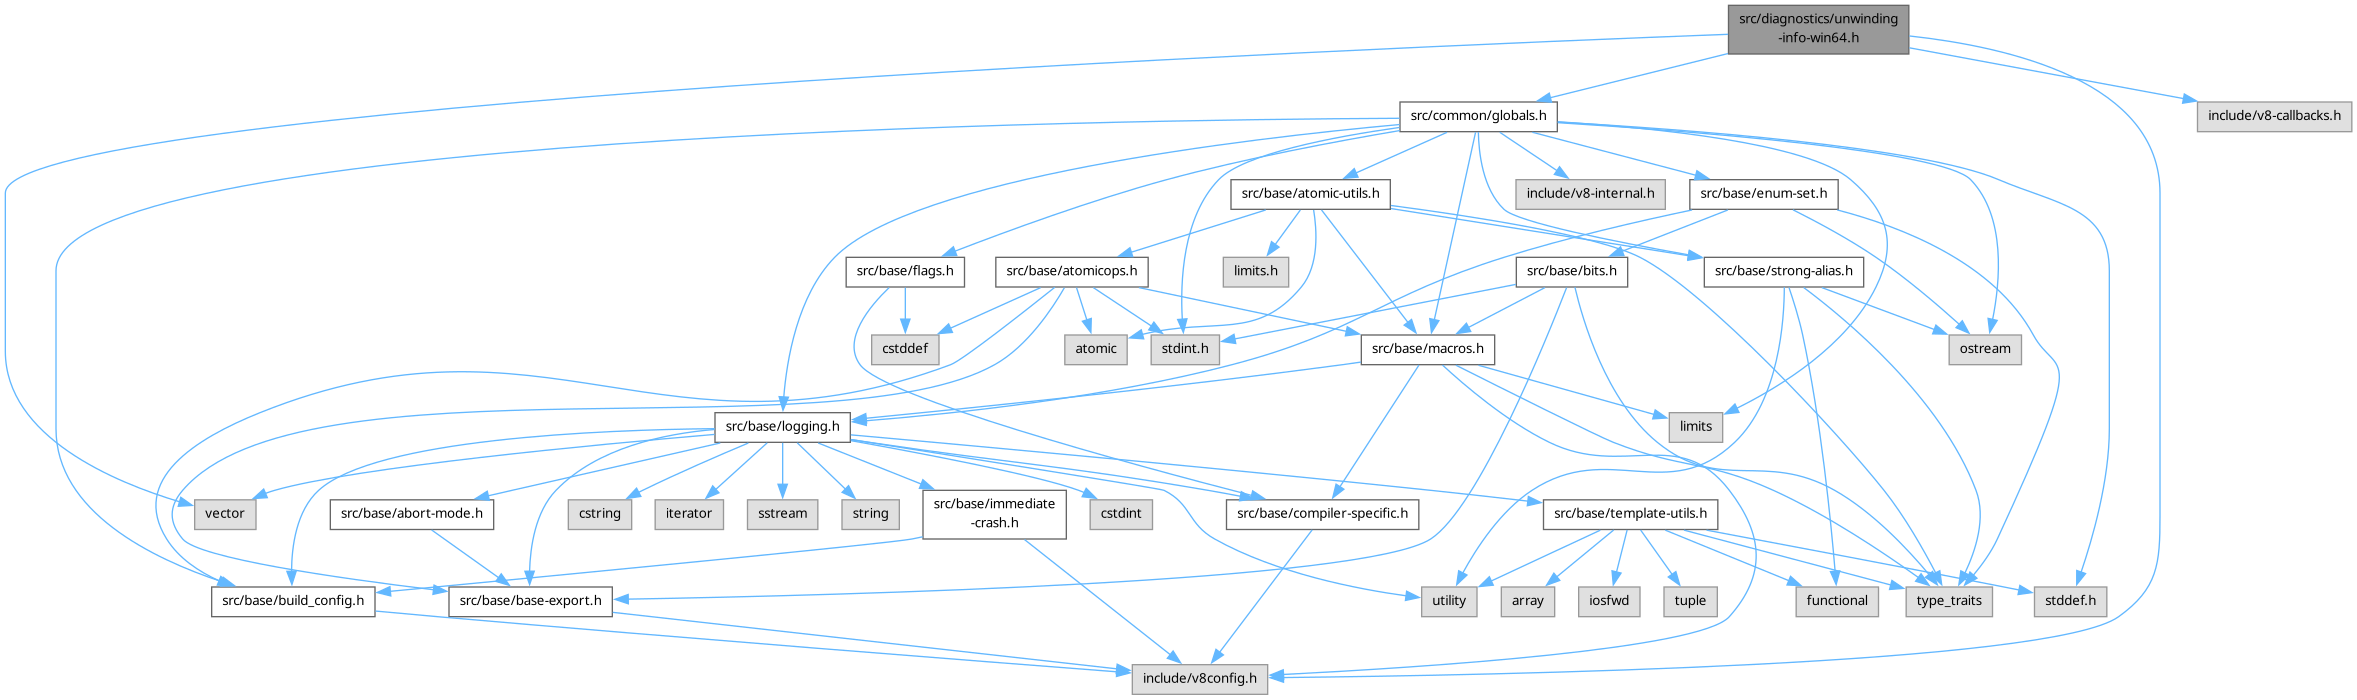 src/diagnostics/unwinding
-info-win64.h
src/common/globals.h
include/v8-callbacks.h
src/base/atomic-utils.h
include/v8-internal.h
src/base/enum-set.h
src/base/flags.h
src/base/atomicops.h
limits.h
src/base/bits.h
src/base/strong-alias.h
cstddef
atomic
stdint.h
src/base/macros.h
ostream
src/base/logging.h
limits
vector
src/base/abort-mode.h
cstring
iterator
sstream
string
src/base/immediate
-crash.h
cstdint
src/base/compiler-specific.h
src/base/template-utils.h
src/base/build_config.h
src/base/base-export.h
utility
array
iosfwd
tuple
functional
type_traits
stddef.h
include/v8config.h